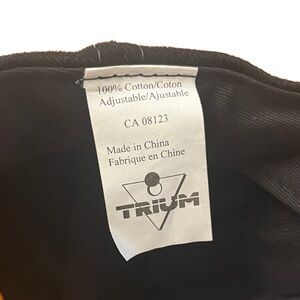 100% Cotton/Coton
Adjustable/Ajustable
CA 08123
Made in China
Fabrique en Chine
TRIUM